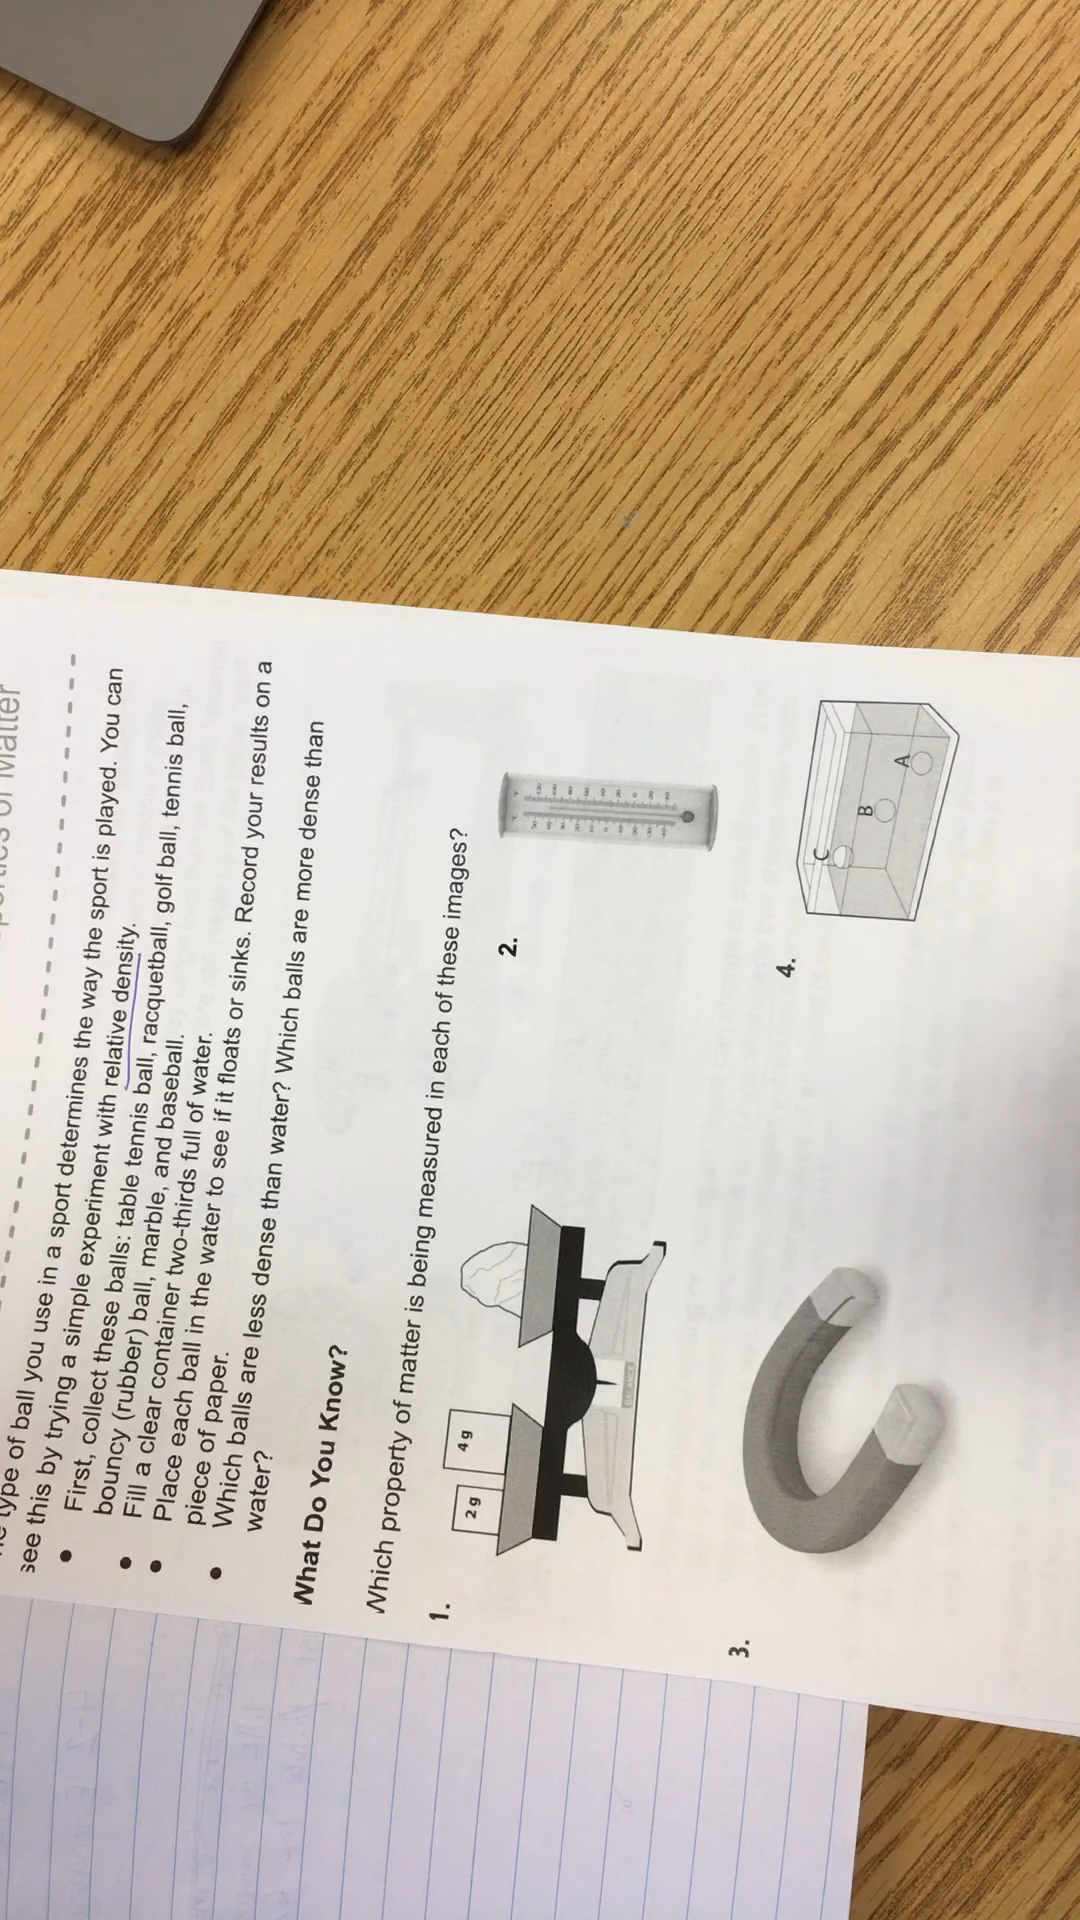 of Matter
type of ball you use in a sport determines the way the sport is played. You can
see this by trying a simple experiment with relative density.
• First, collect these balls: table tennis ball, racquetball, golf ball, tennis ball,
bouncy (rubber) ball, marble, and baseball.
• Fill a clear container two-thirds full of water.
• Place each ball in the water to see if it floats or sinks. Record your results on a
piece of paper.
• Which balls are less dense than water? Which balls are more dense than
water?
What Do You Know?
Which property of matter is being measured in each of these images?
1.
2 g
4 g
BALANCE
2.
°C
°F
3.
4.
C
B
A